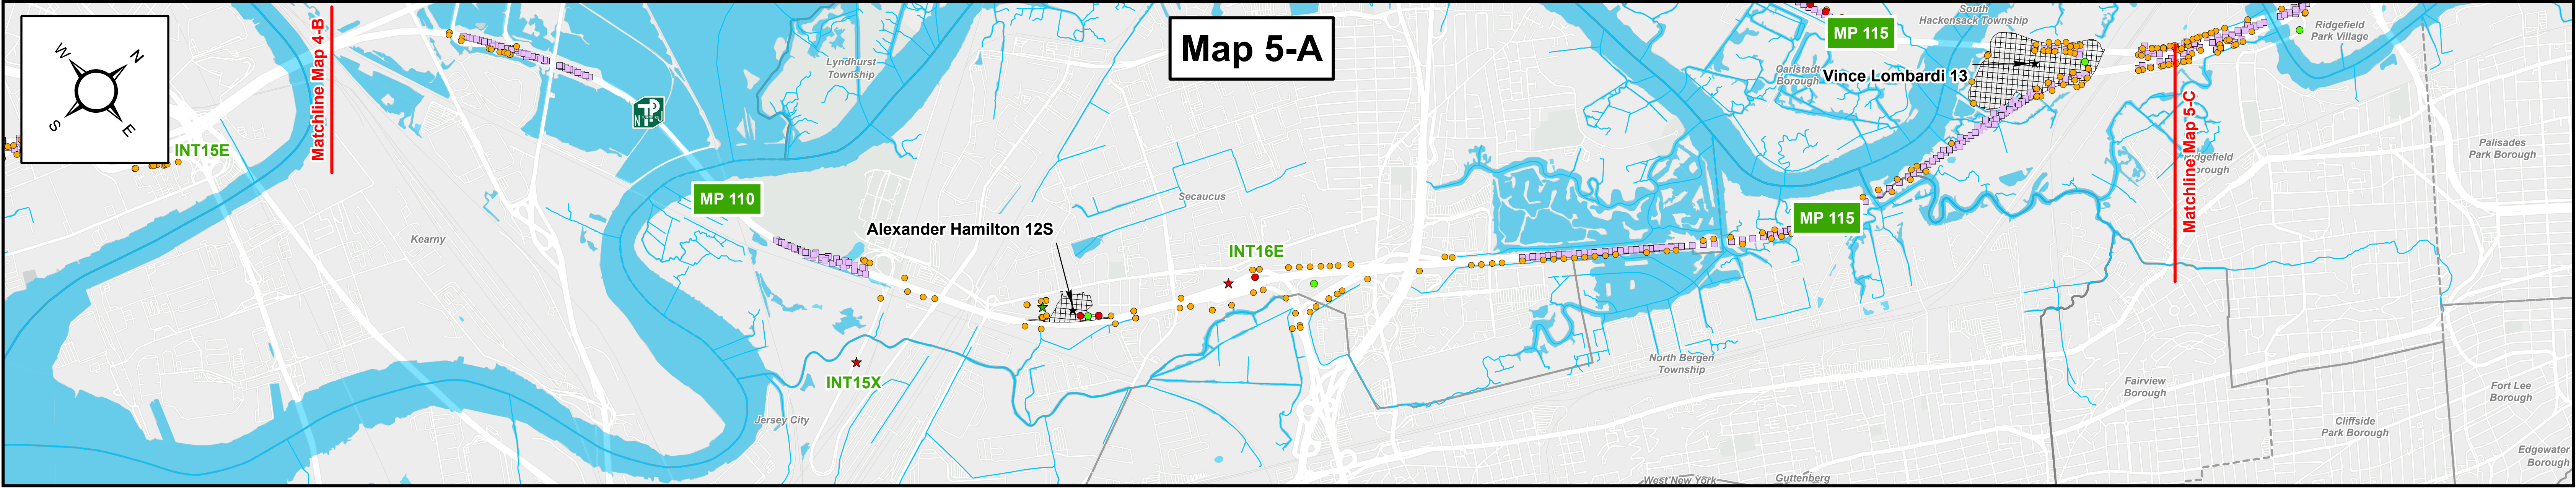 Map 5-A
W
N
S
E
Matchline Map 4-B
INT15E
Kearny
N
TP
J
Lyndhurst
Township
MP 110
Alexander Hamilton 12S
INT15X
Jersey City
Secaucus
INT16E
MP 115
South
Hackensack Township
Carlstadt
Borough
Vince Lombardi 13
MP 115
Ridgefield
Park Village
Matchline Map 5-C
Ridgefield
Borough
Palisades
Park Borough
North Bergen
Township
West New York
Guttenberg
Fairview
Borough
Cliffside
Park Borough
Fort Lee
Borough
Edgewater
Borough